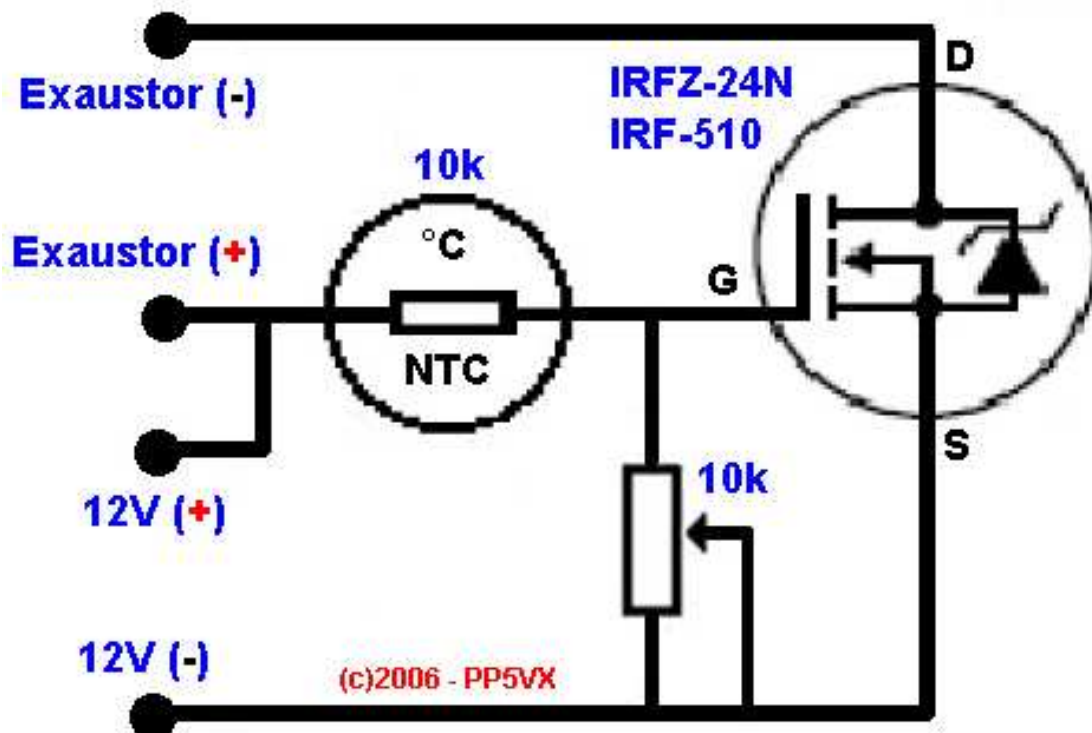 D
IRFZ-24N
IRF-510
Exaustor (-)
10k
°C
Exaustor (+)
G
NTC
S
10k
12V (+)
12V (-)
(c)2006 - PP5VX